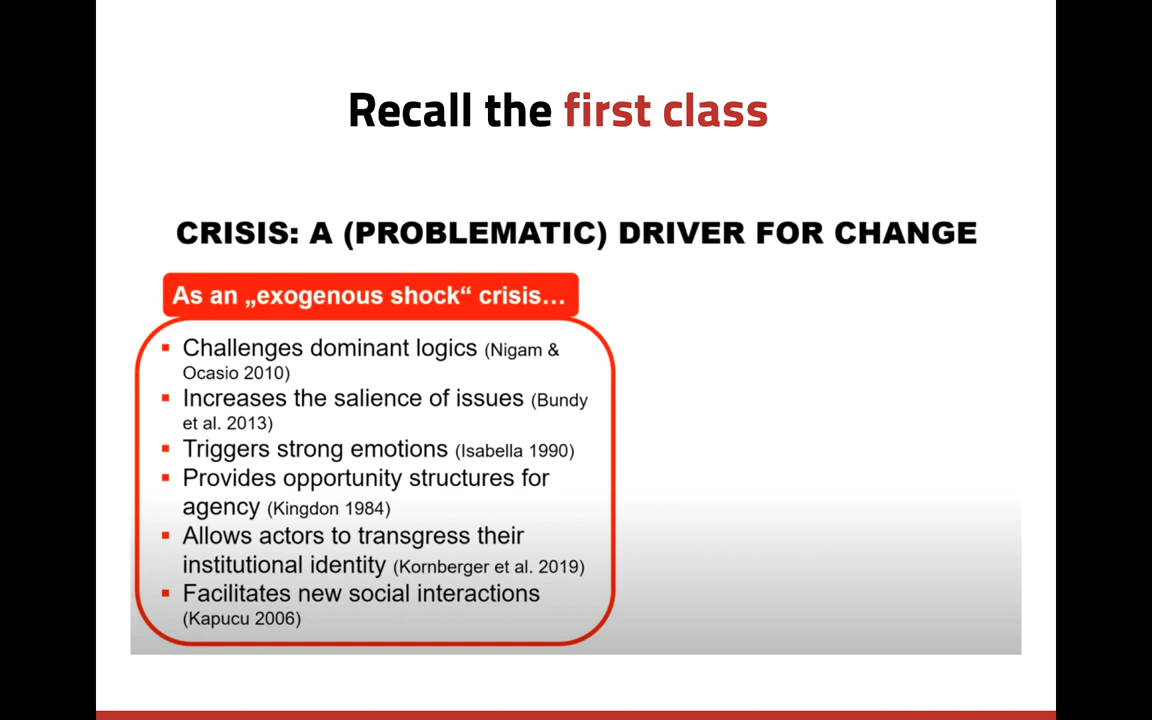 Recall the first class
CRISIS: A (PROBLEMATIC) DRIVER FOR CHANGE
As an „exogenous shock“ crisis...
▪ Challenges dominant logics (Nigam &
Ocasio 2010)
▪ Increases the salience of issues (Bundy
et al. 2013)
▪ Triggers strong emotions (Isabella 1990)
▪ Provides opportunity structures for
agency (Kingdon 1984)
▪ Allows actors to transgress their
institutional identity (Kornberger et al. 2019)
▪ Facilitates new social interactions
(Kapucu 2006)